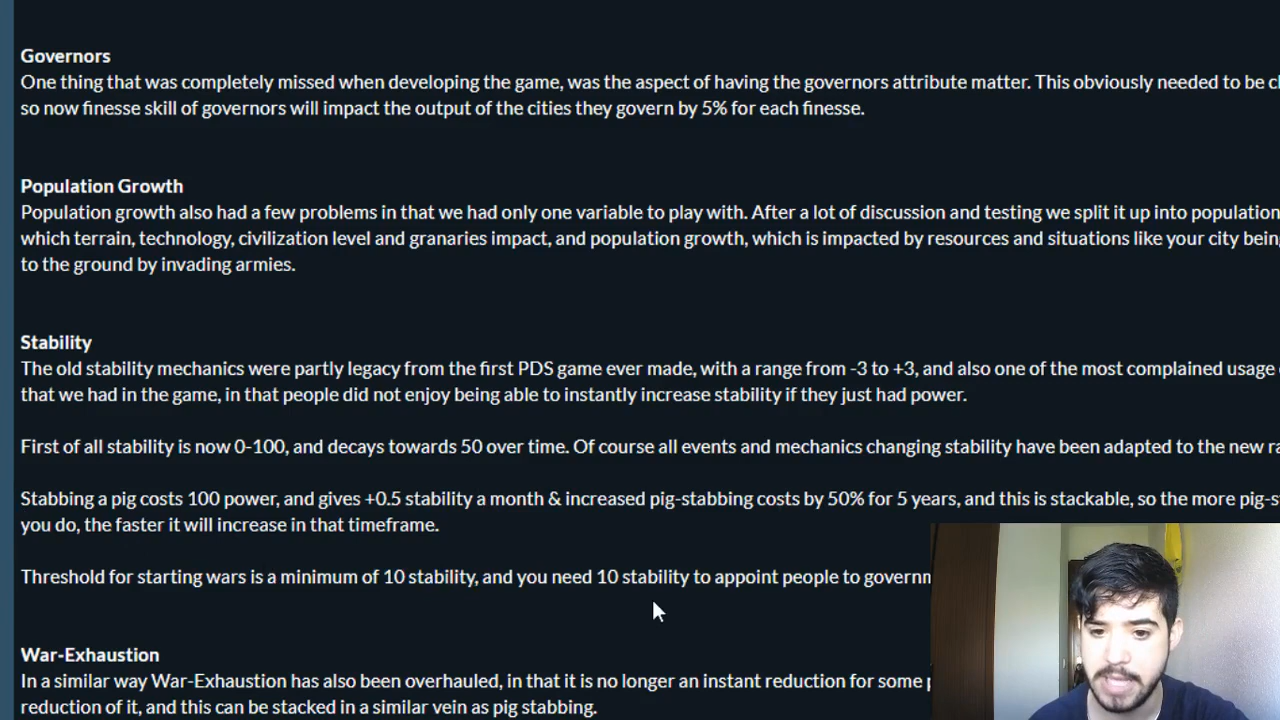 Governors
One thing that was completely missed when developing the game, was the aspect of having the governors attribute matter. This obviously needed to be
so now finesse skill of governors will impact the output of the cities they govern by 5% for each finesse.
Population Growth
Population growth also had a few problems in that we had only one variable to play with. After a lot of discussion and testing we split it up into population
which terrain, technology, civilization level and granaries impact, and population growth, which is impacted by resources and situations like your city
to the ground by invading armies.
Stability
The old stability mechanics were partly legacy from the first PDS game ever made, with a range from -3 to +3, and also one of the most complained usage
that we had in the game, in that people did not enjoy being able to instantly increase stability if they just had power.
First of all stability is now 0-100, and decays towards 50 over time. Of course all events and mechanics changing stability have been adapted to the new
Stabbing a pig costs 100 power, and gives +0.5 stability a month & increased pig-stabbing costs by 50% for 5 years, and this is stackable, so the more
you do, the faster it will increase in that timeframe.
Threshold for starting wars is a minimum of 10 stability, and you need 10 stability to appoint people to
War-Exhaustion
In a similar way War-Exhaustion has also been overhauled, in that it is no longer an instant reduction for some
reduction of it, and this can be stacked in a similar vein as pig stabbing.